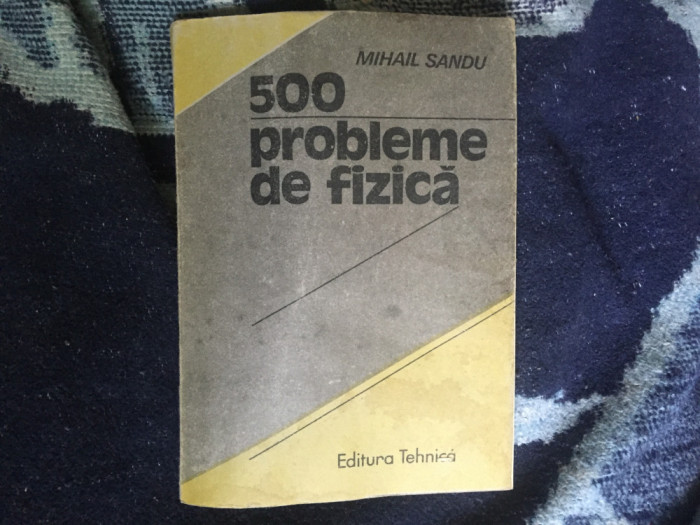 MIHAIL SANDU
500
probleme
de fizică
Editura Tehnică